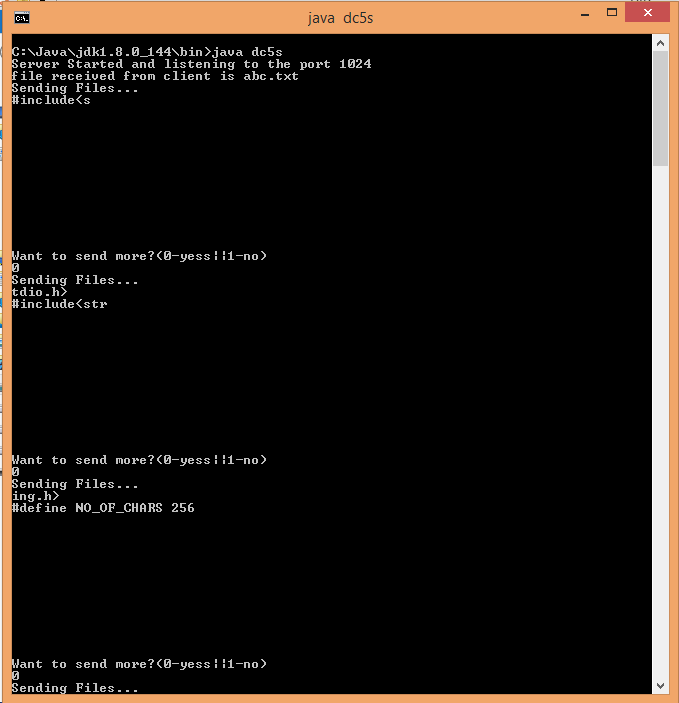 java dc5s
C:\Java\jdk1.8.0_144\bin>java dc5s
Server Started and listening to the port 1024
file received from client is abc.txt
Sending Files...
#include<s
Want to send more?(0-yess||1-no)
0
Sending Files...
tdio.h>
#include<str
Want to send more?(0-yess||1-no)
0
Sending Files...
ing.h>
#define NO_OF_CHARS 256
Want to send more?(0-yess||1-no)
0
Sending Files...